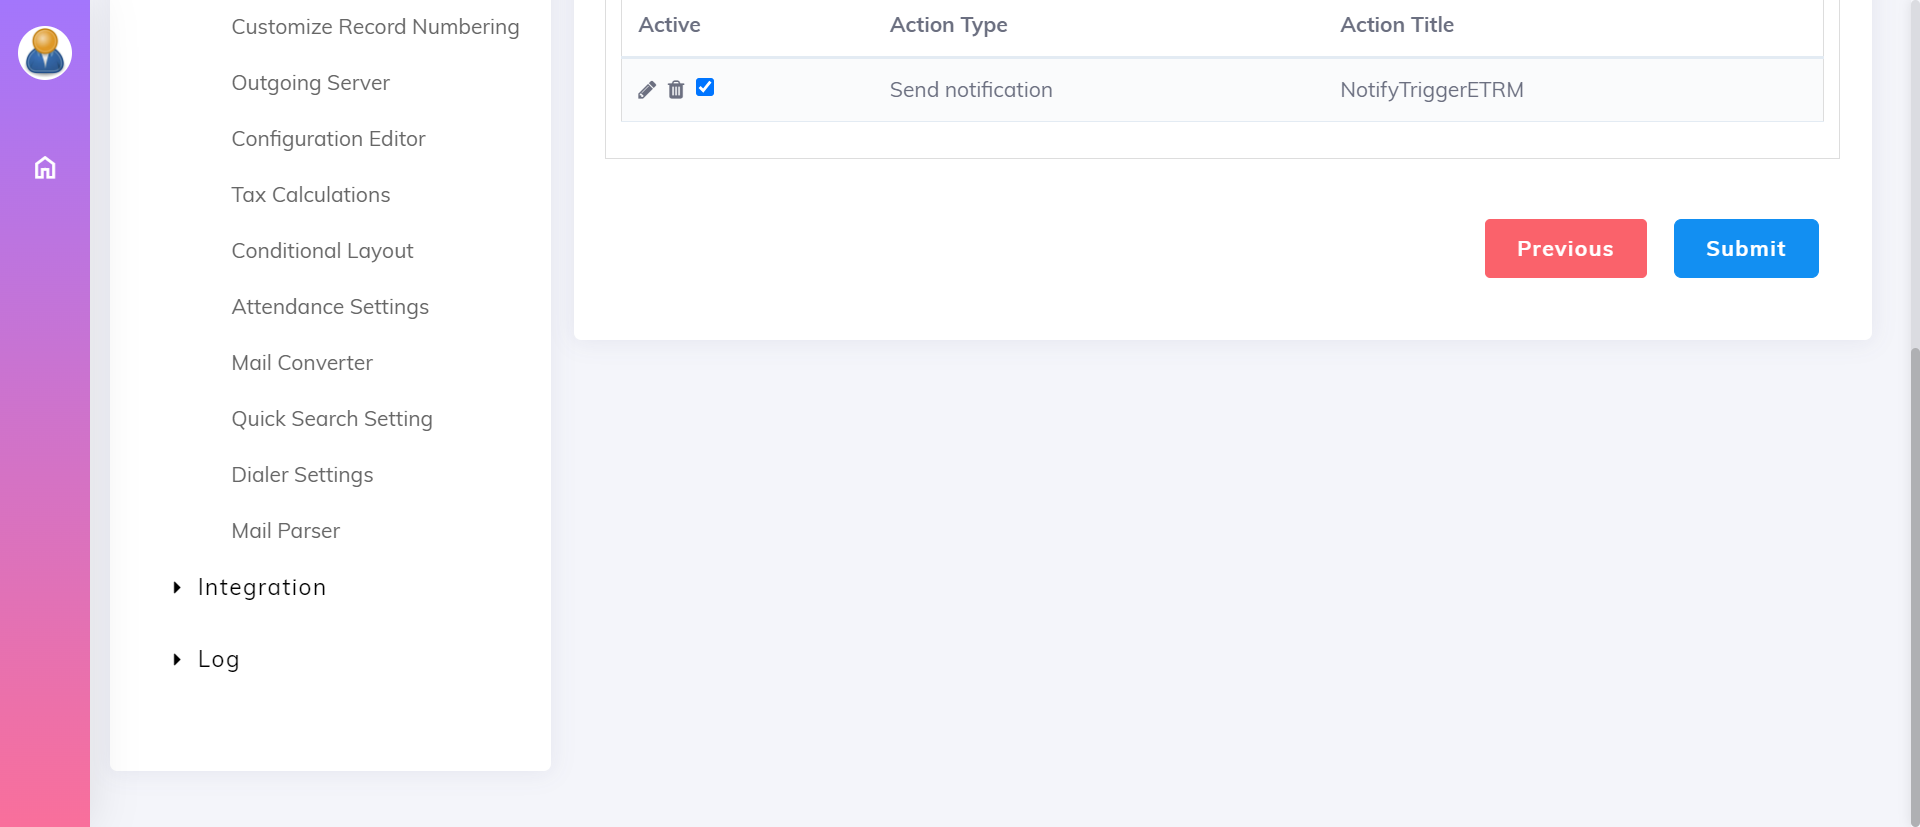 Customize Record Numbering
Outgoing Server
Configuration Editor
Tax Calculations
Conditional Layout
Attendance Settings
Mail Converter
Quick Search Setting
Dialer Settings
Mail Parser
Integration
Log
Active Action Type Action Title
Send notification NotifyTriggerETRM
Previous Submit